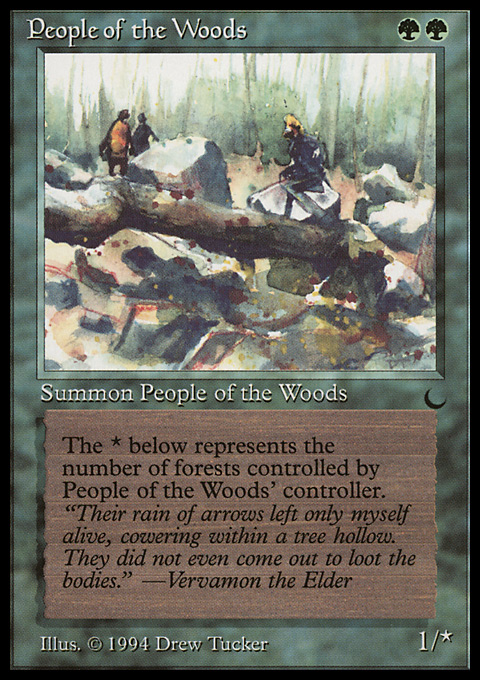 People of the Woods
Summon People of the Woods
The * below represents the
number of forests controlled by
People of the Woods' controller.
"Their rain of arrows left only myself
alive, cowering within a tree hollow.
They did not even come out to loot the
bodies." —Vervamon the Elder
Illus. © 1994 Drew Tucker
1/*